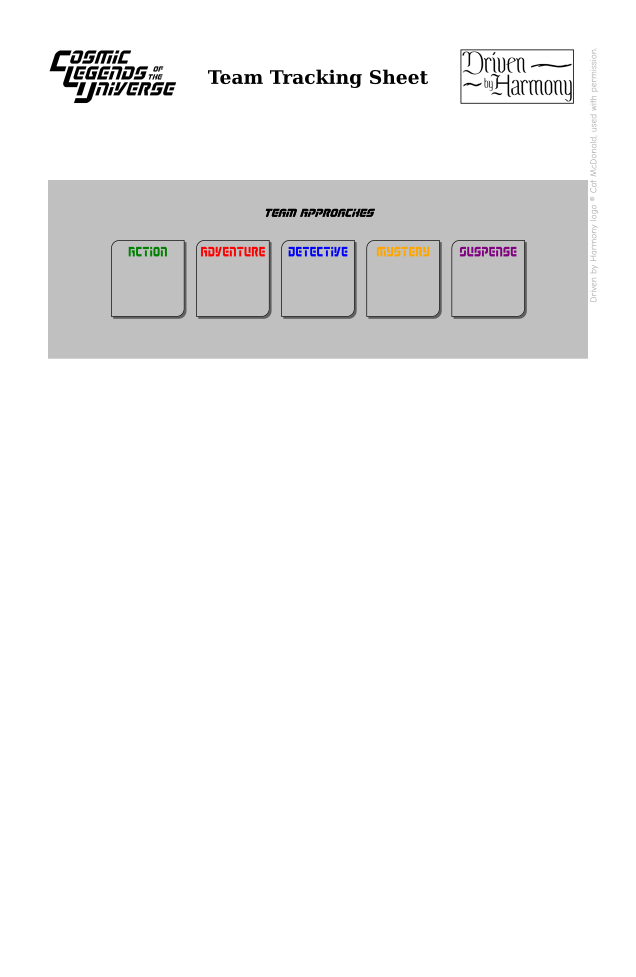 COSMIC
LEGENDS OF THE
UNIVERSE
Team Tracking Sheet
Driven
by Harmony
Driven by Harmony logo ® Cat McDonald, used with permission.
TEAM APPROACHES
ACTION
ADVENTURE
DETECTIVE
MYSTERY
SUSPENSE